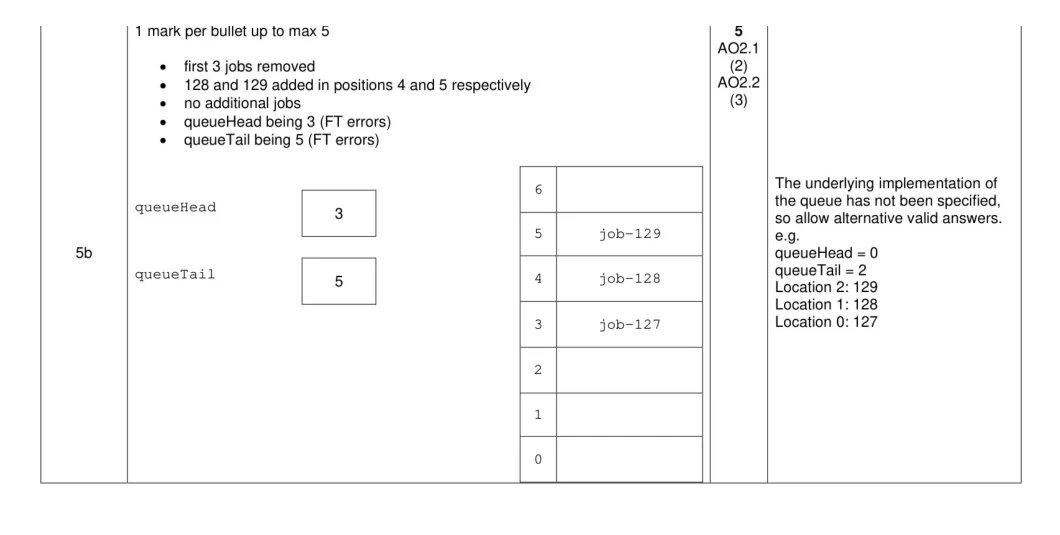 1 mark per bullet up to max 5
• first 3 jobs removed
• 128 and 129 added in positions 4 and 5 respectively
• no additional jobs
• queueHead being 3 (FT errors)
• queueTail being 5 (FT errors)
5
AO2.1
(2)
AO2.2
(3)
5b
queueHead
3
queueTail
5
6
5 job-129
4 job-128
3 job-127
2
1
0
The underlying implementation of
the queue has not been specified,
so allow alternative valid answers.
e.g.
queueHead = 0
queueTail = 2
Location 2: 129
Location 1: 128
Location 0: 127